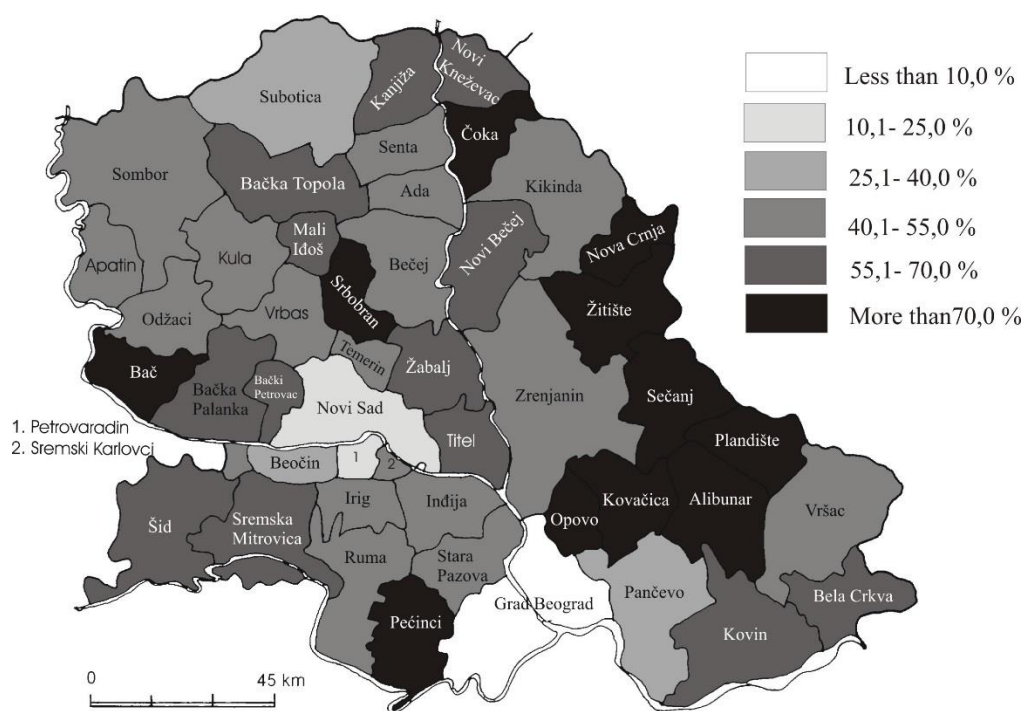 Subotica
Kanjiža
Novi
Kneževac
Čoka
Senta
Sombor
Bačka Topola
Ada
Kikinda
Mali
Iđoš
Novi Bečej
Nova Crnja
Apatin
Kula
Bečej
Srbobran
Žitište
Odžaci
Vrbas
Temerin
Žabalj
Bač
Bačka
Palanka
Bački
Petrovac
Novi Sad
Zrenjanin
Sečanj
Titel
Plandište
1. Petrovaradin
2. Sremski Karlovci
Beočin
1
2
Irig
Inđija
Opovo
Kovačica
Alibunar
Vršac
Šid
Sremska
Mitrovica
Ruma
Stara
Pazova
Pećinci
Grad Beograd
Pančevo
Bela Crkva
Kovin
0
45 km
Less than 10,0 %
10,1- 25,0 %
25,1- 40,0 %
40,1- 55,0 %
55,1- 70,0 %
More than70,0 %